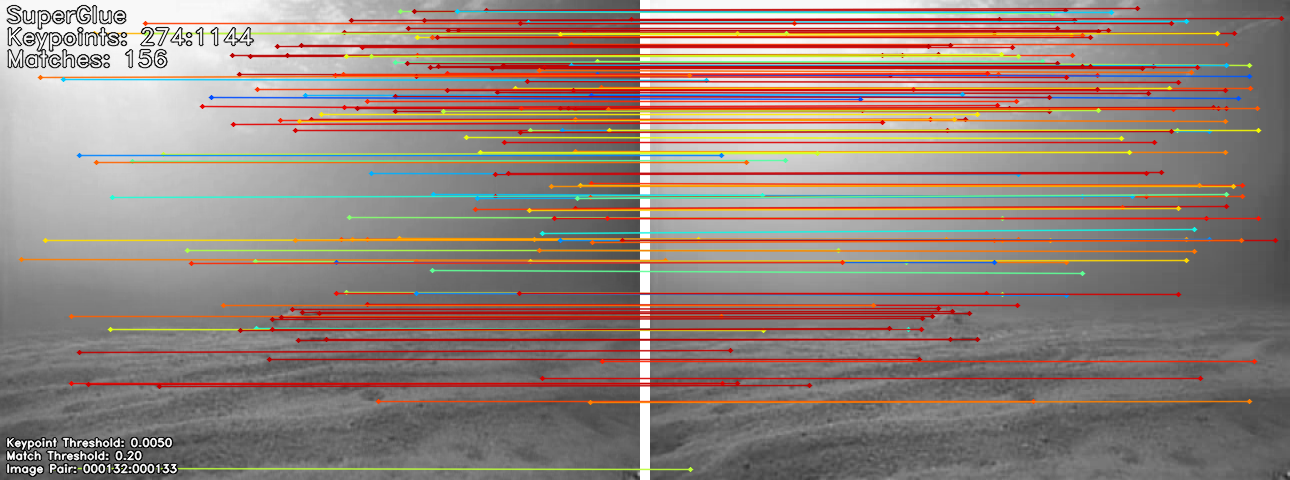 SuperGlue
Keypoints: 274:1144
Matches: 156
Keypoint Threshold: 0.0050
Match Threshold: 0.20
Image Pair: 000132:000133